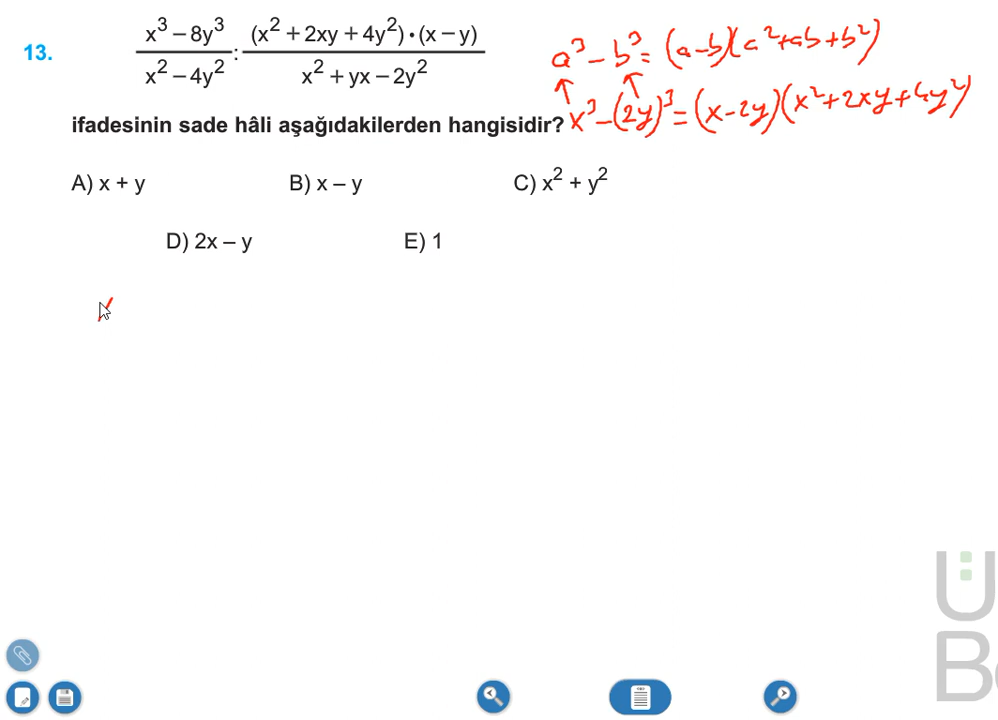 13. x³ – 8y³ / x² – 4y² : (x² + 2xy + 4y²) • (x – y) / x² + yx – 2y²
a³ – b³ = (a–b)(a²+ab+b²)
x³ – (2y)³ = (x–2y)(x²+2xy+4y²)
ifadesinin sade hâli aşağıdakilerden hangisidir?
A) x + y B) x – y C) x² + y²
D) 2x – y E) 1